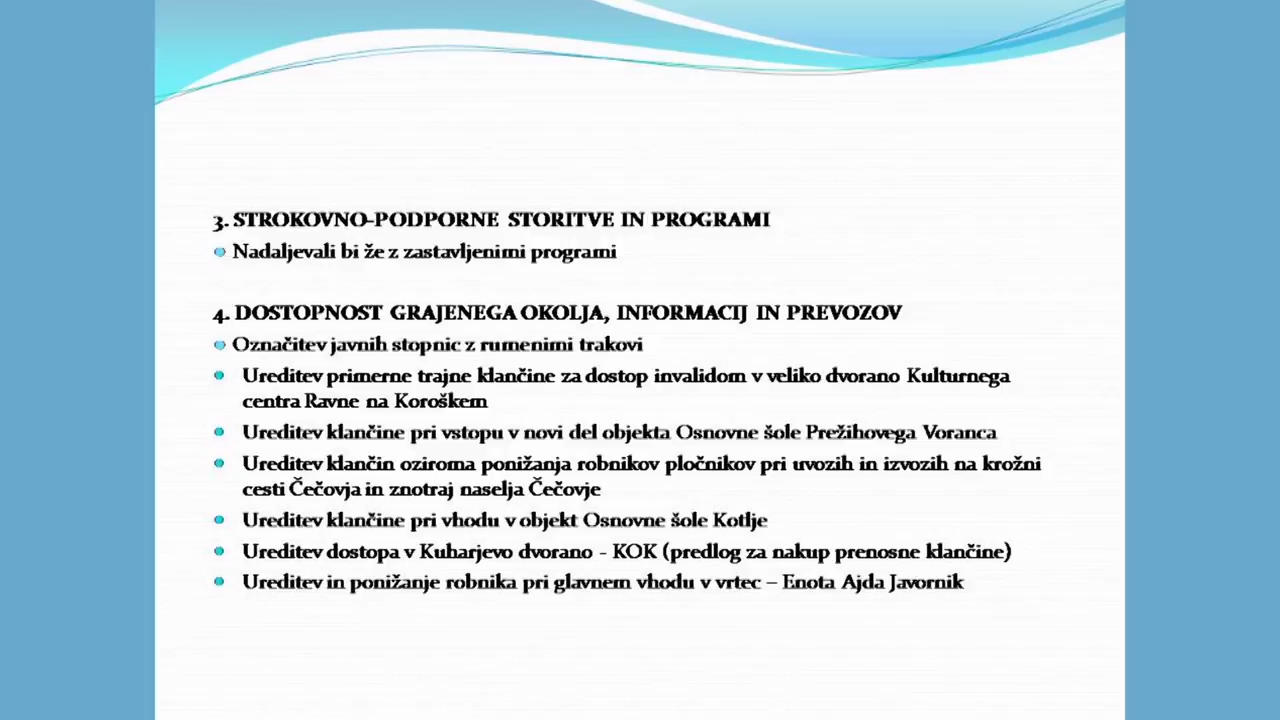 3. STROKOVNO-PODPORNE STORITVE IN PROGRAMI
Nadaljevali bi že z zastavljenimi programi
4. DOSTOPNOST GRAJENEGA OKOLJA, INFORMACIJ IN PREVOZOV
Označitev javnih stopnic z rumenimi trakovi
Ureditev primerne trajne klančine za dostop invalidom v veliko dvorano Kulturnega
centra Ravne na Koroškem
Ureditev klančine pri vstopu v novi del objekta Osnovne šole Prežihovega Voranca
Ureditev klančin oziroma ponižanja robnikov pločnikov pri uvozih in izvozih na krožni
cesti Čečovja in znotraj naselja Čečovje
Ureditev klančine pri vhodu v objekt Osnovne šole Kotlje
Ureditev dostopa v Kuharjevo dvorano - KOK (predlog za nakup prenosne klančine)
Ureditev in ponižanje robnika pri glavnem vhodu v vrtec – Enota Ajda Javornik